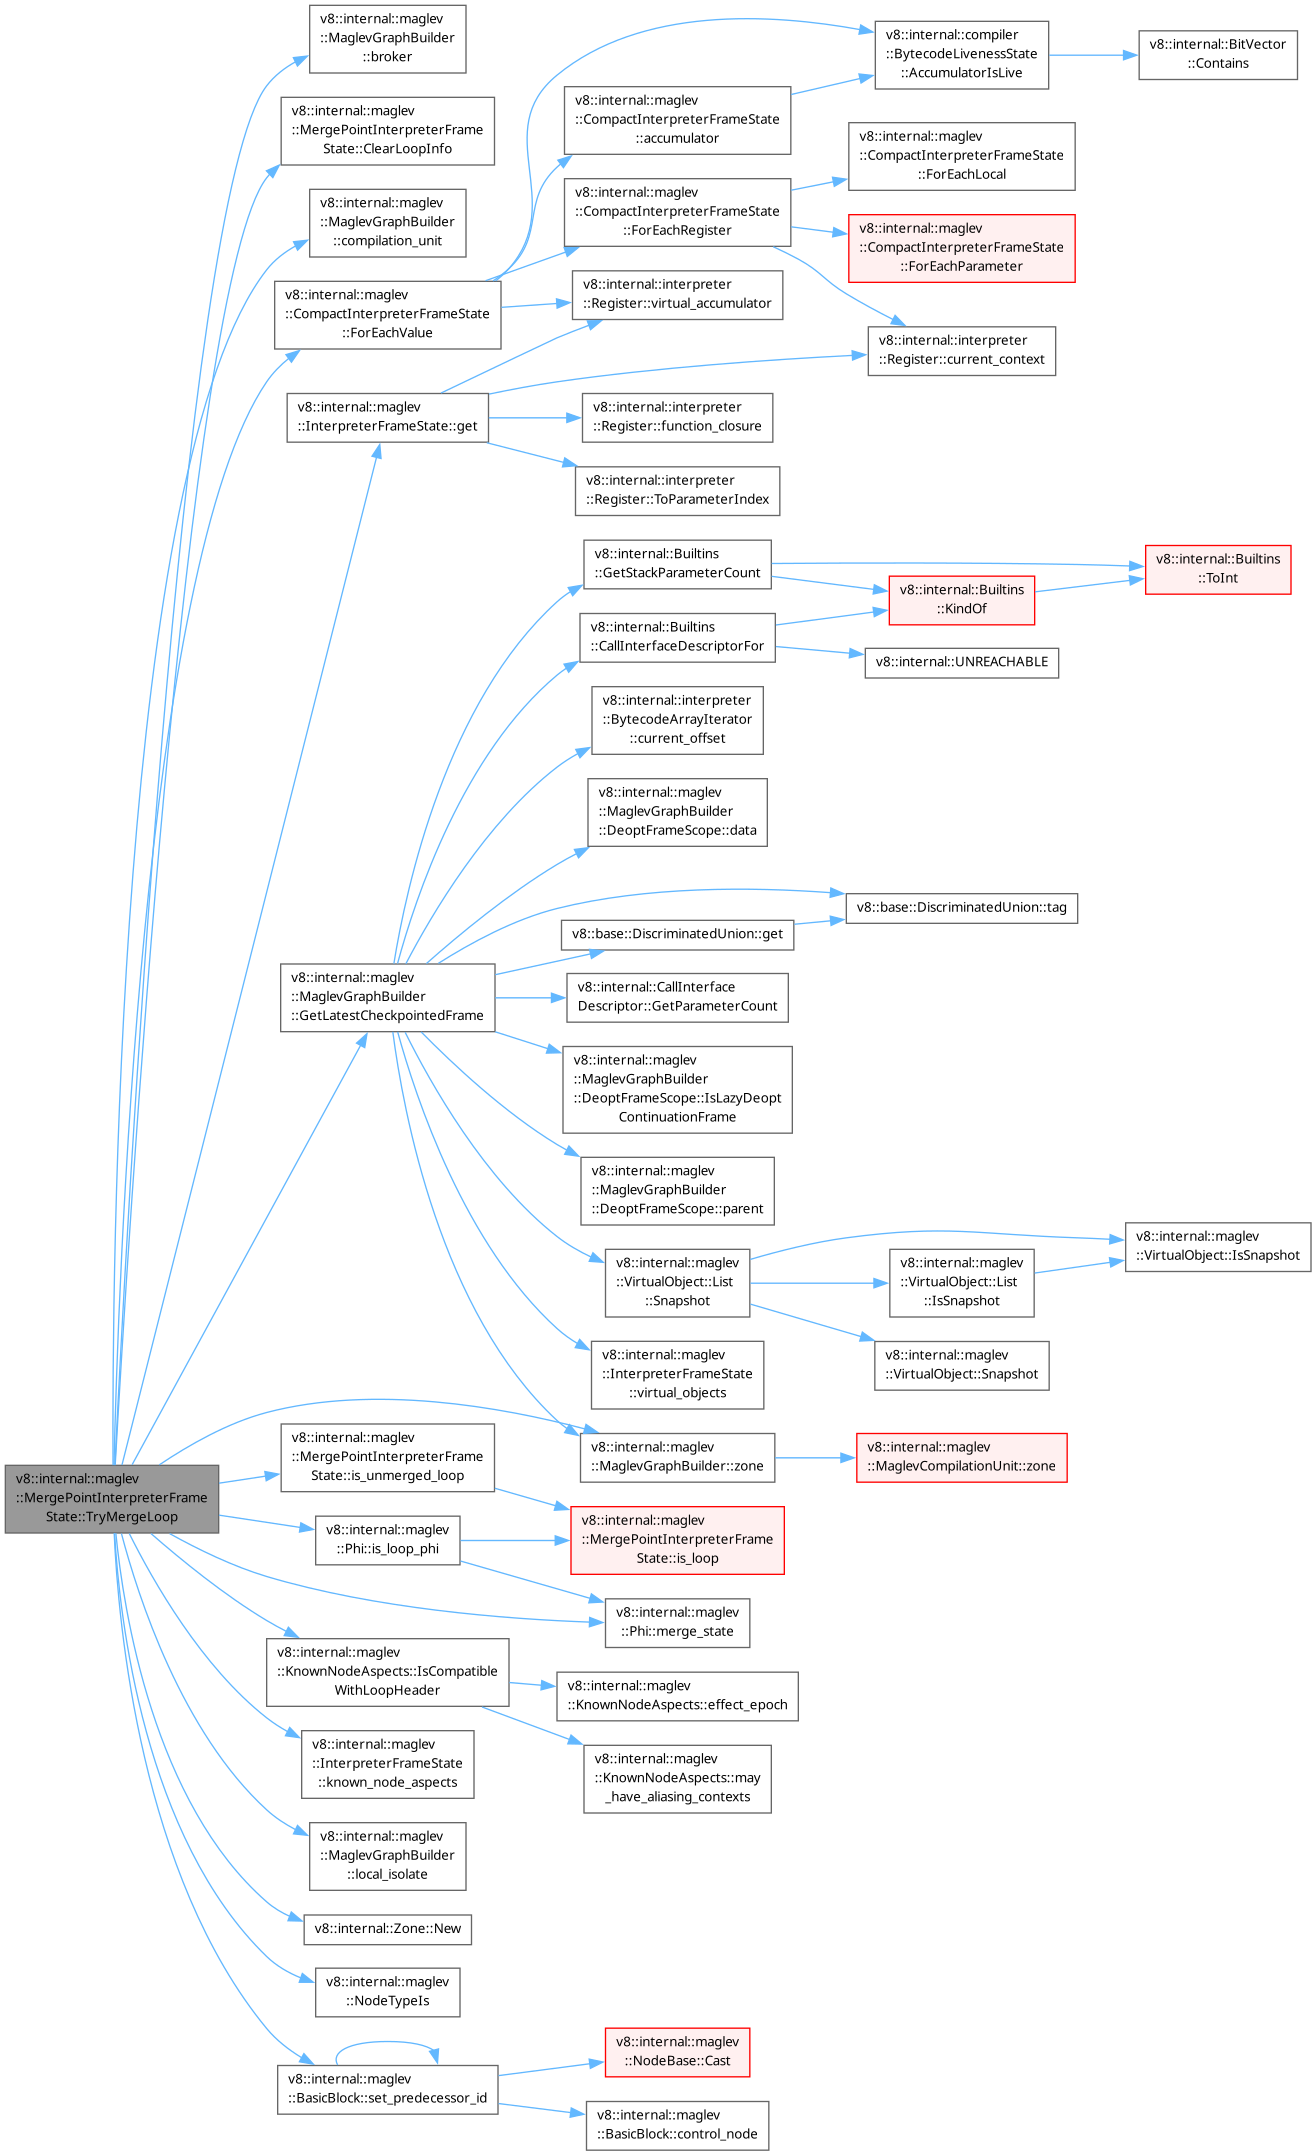 v8::internal::maglev
::MergePointInterpreterFrame
State::TryMergeLoop
v8::internal::maglev
::MaglevGraphBuilder
::broker
v8::internal::maglev
::MergePointInterpreterFrame
State::ClearLoopInfo
v8::internal::maglev
::MaglevGraphBuilder
::compilation_unit
v8::internal::maglev
::CompactInterpreterFrameState
::ForEachValue
v8::internal::maglev
::InterpreterFrameState::get
v8::internal::maglev
::MaglevGraphBuilder
::GetLatestCheckpointedFrame
v8::internal::maglev
::MergePointInterpreterFrame
State::is_unmerged_loop
v8::internal::maglev
::Phi::is_loop_phi
v8::internal::maglev
::KnownNodeAspects::IsCompatible
WithLoopHeader
v8::internal::maglev
::InterpreterFrameState
::known_node_aspects
v8::internal::maglev
::MaglevGraphBuilder
::local_isolate
v8::internal::Zone::New
v8::internal::maglev
::NodeTypeIs
v8::internal::maglev
::BasicBlock::set_predecessor_id
v8::internal::maglev
::CompactInterpreterFrameState
::accumulator
v8::internal::maglev
::CompactInterpreterFrameState
::ForEachRegister
v8::internal::interpreter
::Register::virtual_accumulator
v8::internal::interpreter
::Register::function_closure
v8::internal::interpreter
::Register::ToParameterIndex
v8::internal::Builtins
::GetStackParameterCount
v8::internal::Builtins
::CallInterfaceDescriptorFor
v8::internal::interpreter
::BytecodeArrayIterator
::current_offset
v8::internal::maglev
::MaglevGraphBuilder
::DeoptFrameScope::data
v8::base::DiscriminatedUnion::get
v8::internal::CallInterface
Descriptor::GetParameterCount
v8::internal::maglev
::MaglevGraphBuilder
::DeoptFrameScope::IsLazyDeopt
ContinuationFrame
v8::internal::maglev
::MaglevGraphBuilder
::DeoptFrameScope::parent
v8::internal::maglev
::VirtualObject::List
::Snapshot
v8::internal::maglev
::InterpreterFrameState
::virtual_objects
v8::internal::maglev
::MaglevGraphBuilder::zone
v8::internal::maglev
::MergePointInterpreterFrame
State::is_loop
v8::internal::maglev
::Phi::merge_state
v8::internal::maglev
::KnownNodeAspects::effect_epoch
v8::internal::maglev
::KnownNodeAspects::may
_have_aliasing_contexts
v8::internal::maglev
::NodeBase::Cast
v8::internal::maglev
::BasicBlock::control_node
v8::internal::compiler
::BytecodeLivenessState
::AccumulatorIsLive
v8::internal::maglev
::CompactInterpreterFrameState
::ForEachLocal
v8::internal::maglev
::CompactInterpreterFrameState
::ForEachParameter
v8::internal::interpreter
::Register::current_context
v8::internal::Builtins
::KindOf
v8::internal::UNREACHABLE
v8::base::DiscriminatedUnion::tag
v8::internal::maglev
::VirtualObject::List
::IsSnapshot
v8::internal::maglev
::VirtualObject::Snapshot
v8::internal::maglev
::MaglevCompilationUnit::zone
v8::internal::BitVector
::Contains
v8::internal::Builtins
::ToInt
v8::internal::maglev
::VirtualObject::IsSnapshot